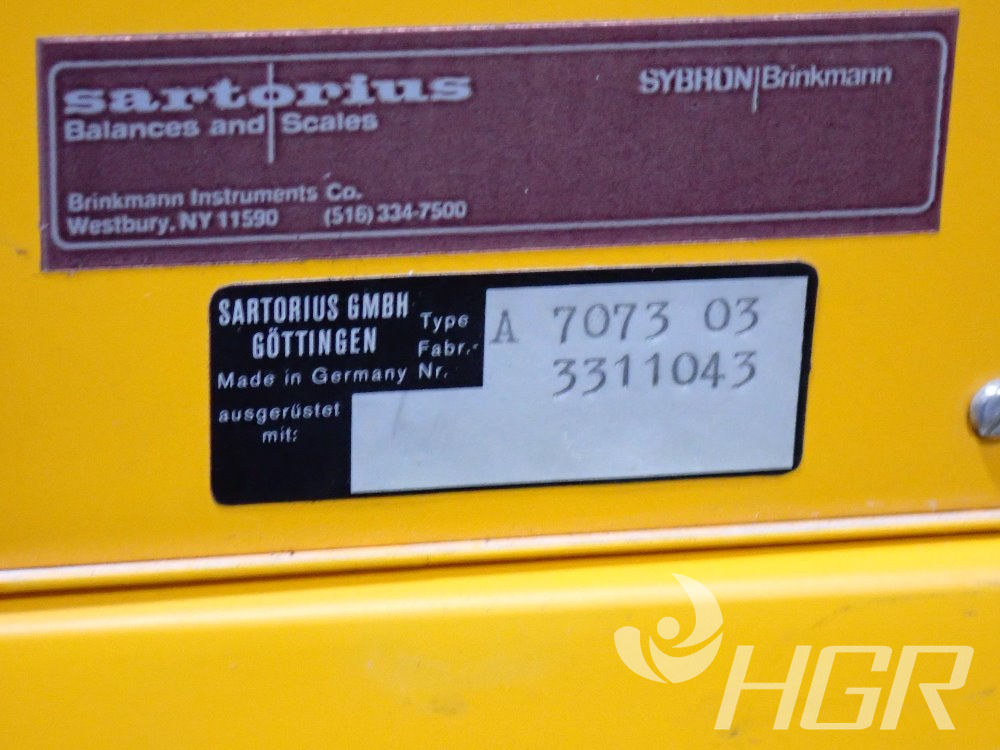 sartorius
Balances and Scales
SYBRON Brinkmann
Brinkmann Instruments Co.
Westbury, NY 11590 (516) 334-7500
SARTORIUS GMBH
GÖTTINGEN
Made in Germany
Type A 7073 03
Fabr.-
Nr. 3311043
ausgerüstet
mit:
HGR